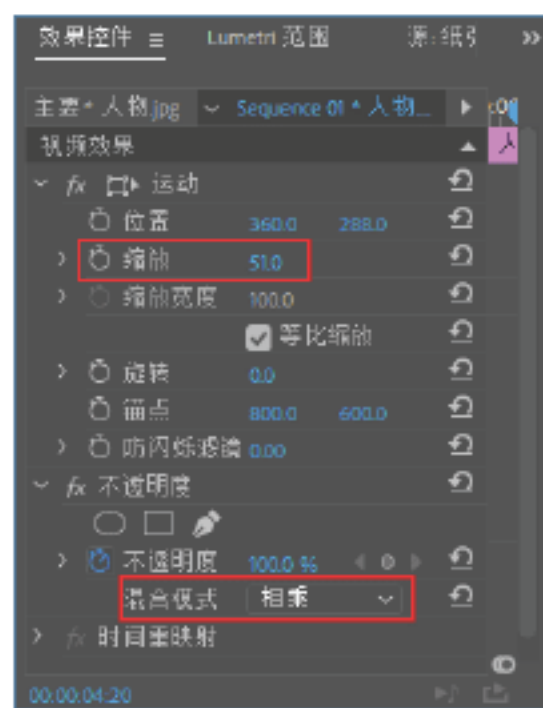 效果控件 ≡ Lumetri 范围 源: 纸飞 »
主要 * 人物.jpg Sequence 01 * 人物...
视频效果
fx 运动
位置 360.0 288.0
缩放 51.0
缩放宽度 100.0
等比缩放
旋转 0.0
锚点 800.0 600.0
防闪烁滤镜 0.00
fx 不透明度
不透明度 100.0 %
混合模式 相乘
fx 时间重映射
00:00:04:20